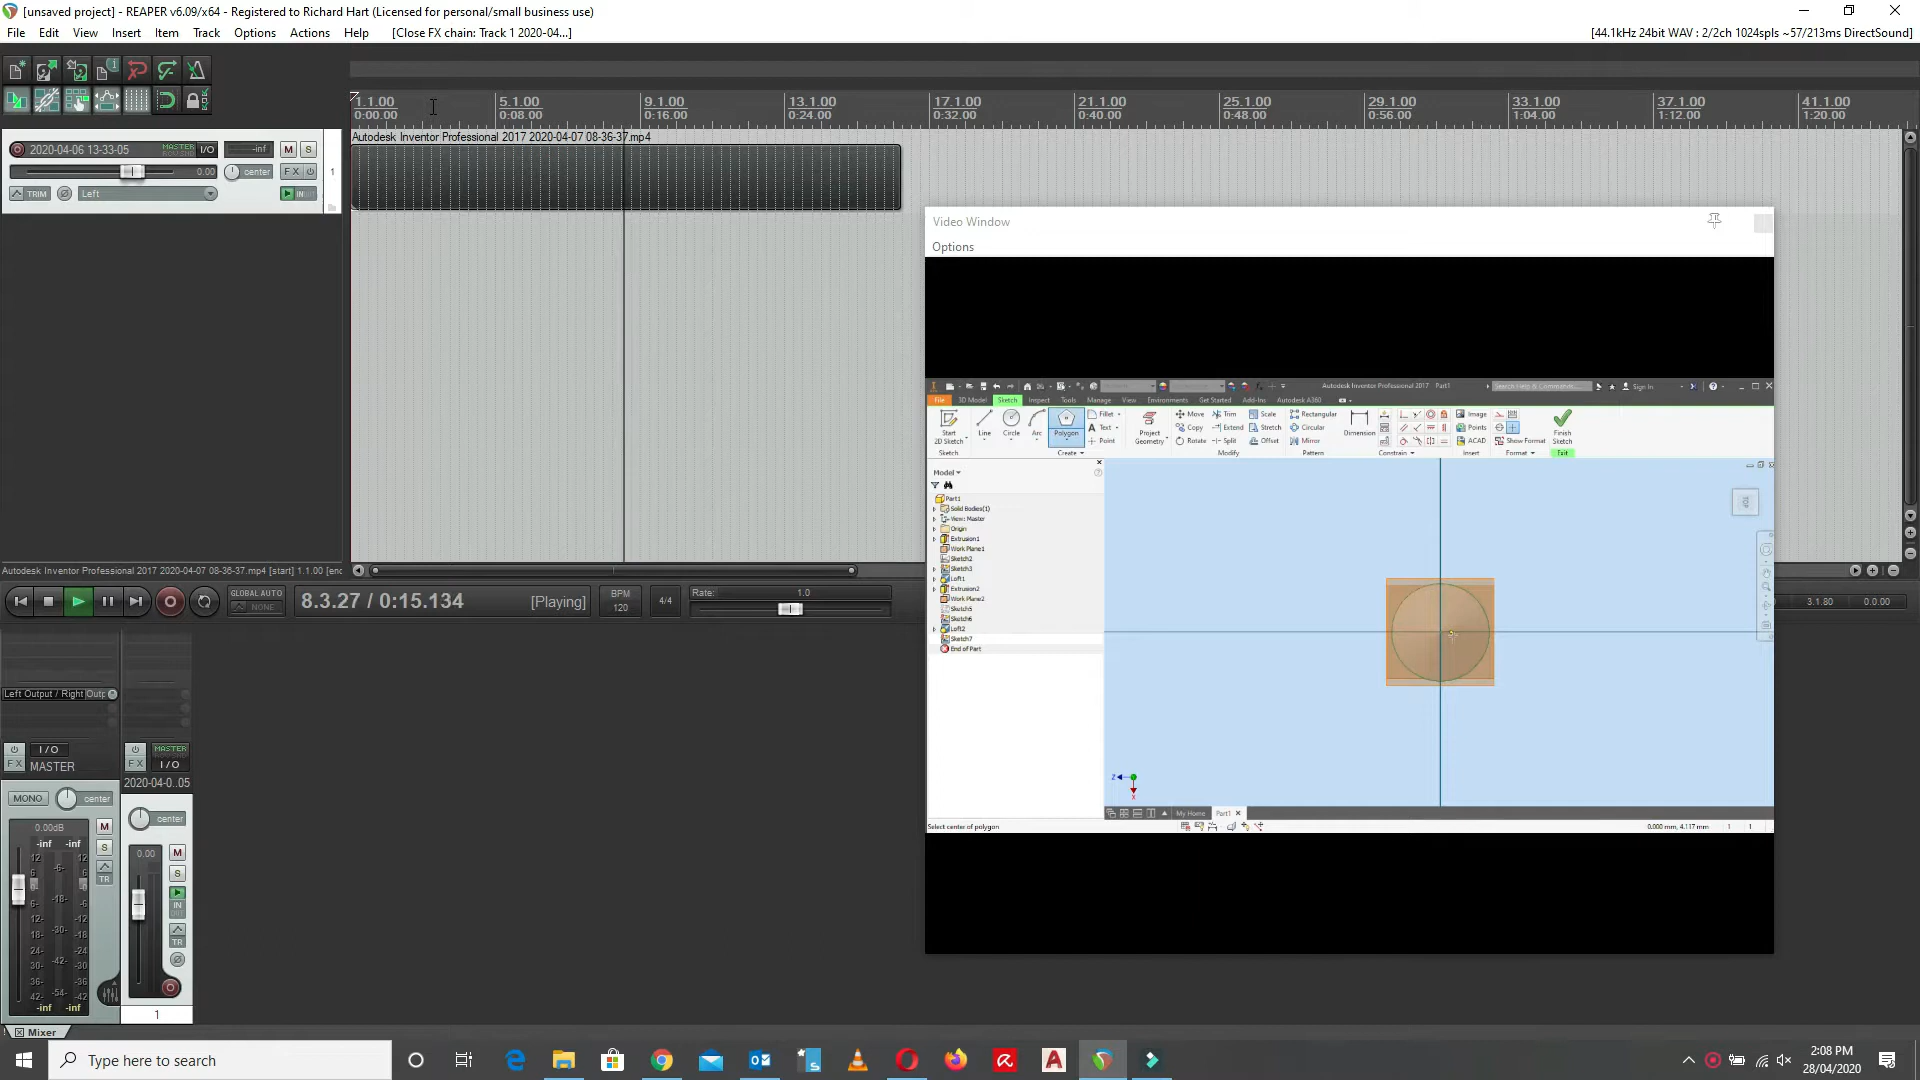 [unsaved project] - REAPER v6.09/x64 - Registered to Richard Hart (Licensed for personal/small business use)
File Edit View Insert Item Track Options Actions Help [Close FX chain: Track 1 2020-04...] [44.1kHz 24bit WAV : 2/2ch 1024spls ~57/213ms DirectSound]
1.1.00 5.1.00 9.1.00 13.1.00 17.1.00 21.1.00 25.1.00 29.1.00 33.1.00 37.1.00 41.1.00
0:00.00 0:08.00 0:16.00 0:24.00 0:32.00 0:40.00 0:48.00 0:56.00 1:04.00 1:12.00 1:20.00
Autodesk Inventor Professional 2017 2020-04-07 08-36-37.mp4
2020-04-06 13-33-05 MASTER I/O -inf M S
0.00 center FX 1
TRIM Left IN
Video Window
Options
Autodesk Inventor Professional 2017 Part1 Search Help & Commands... Sign In
File 3D Model Sketch Inspect Tools Manage View Environments Get Started Add-Ins Autodesk A360
Start 2D Sketch Line Circle Arc Polygon Fillet Text Point Project Geometry Move Copy Rotate Trim Extend Split Scale Stretch Offset Rectangular Circular Mirror Dimension Image Points ACAD Show Format Finish Sketch
Sketch Create Modify Pattern Constrain Insert Format Exit
Model
Part1
Solid Bodies(1)
View: Master
Origin
Extrusion1
Work Plane1
Sketch2
Sketch3
Loft1
Extrusion2
Work Plane2
Sketch5
Sketch6
Loft2
Sketch7
End of Part
TOP
Z
X
My Home Part1
Select center of polygon 0.000 mm, 4.117 mm 1 1
Autodesk Inventor Professional 2017 2020-04-07 08-36-37.mp4 [start] 1.1.00 [enc
GLOBAL AUTO
NONE
8.3.27 / 0:15.134 [Playing]
BPM
120
4/4
Rate: 1.0
3.1.80 0.0.00
Left Output / Right Outp
I/O
FX MASTER
MASTER
FX I/O
2020-04-0..05
MONO center
center
0.00dB M
-inf -inf S
TR
12 -6- 12
6 6
0- -18- 0-
6- 6-
12- -30- 12-
18- 18-
24- -42- 24-
30- 30-
36- -54- 36-
42- 42-
-inf -inf
0.00 M
S
IN
TR
-inf
1
Mixer
Type here to search
2:08 PM
28/04/2020